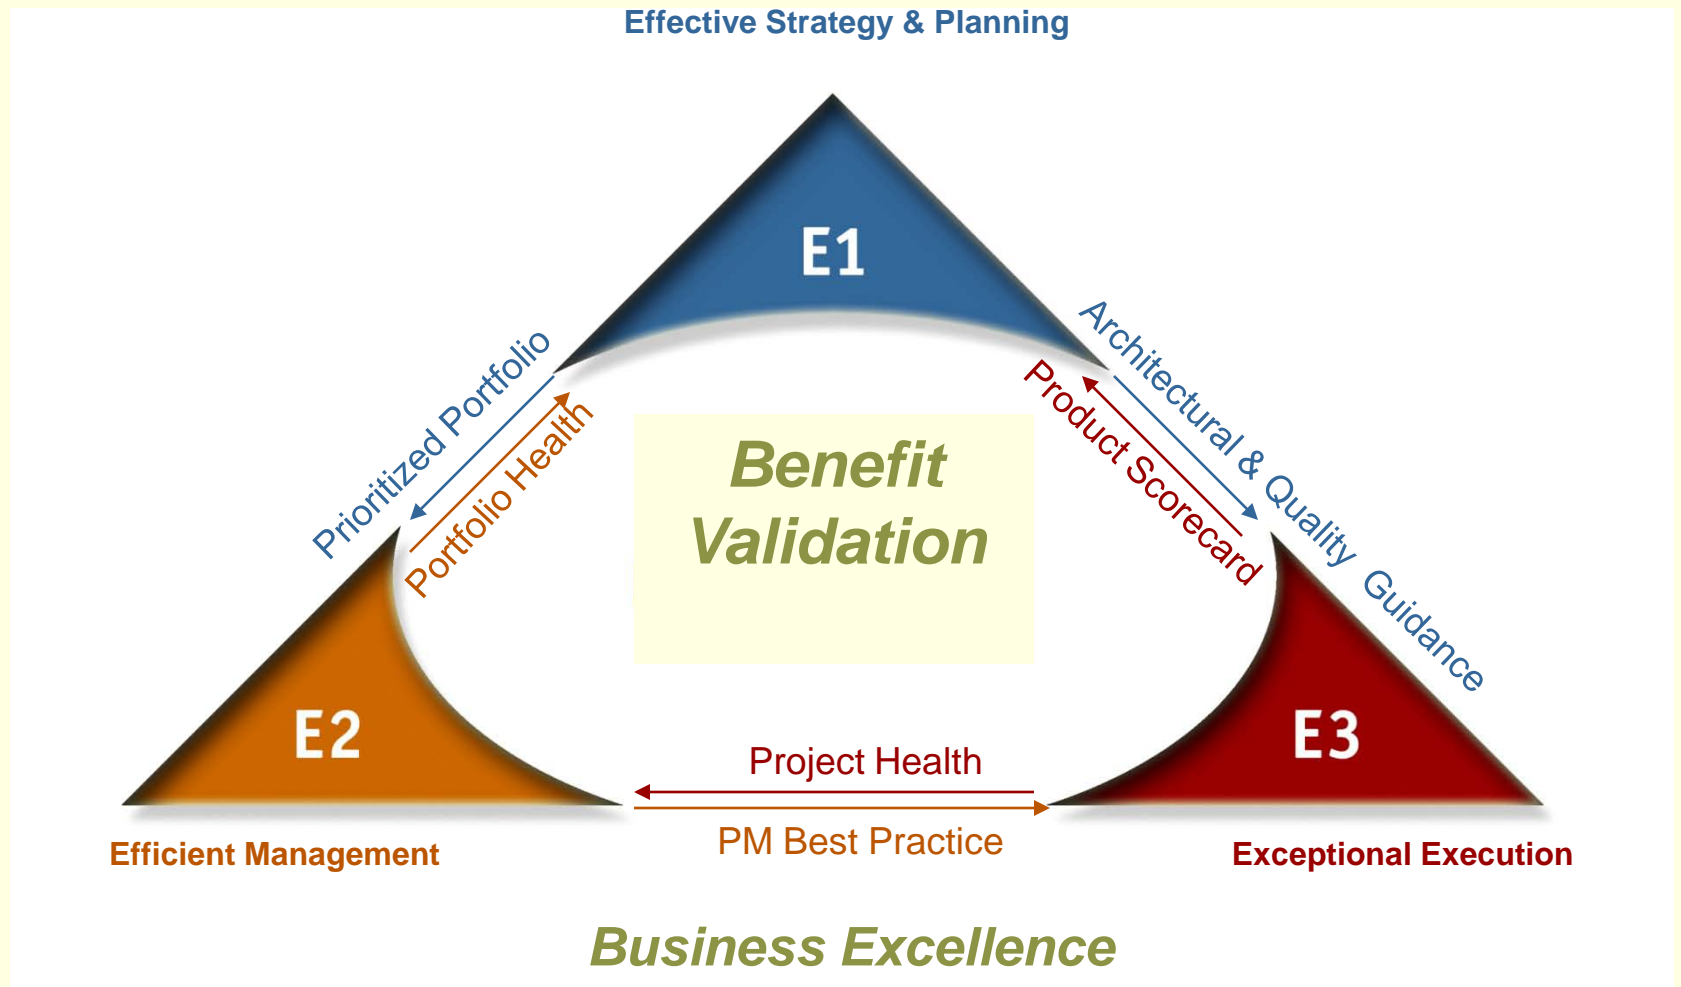 Effective Strategy & Planning
E1
Prioritized Portfolio
Portfolio Health
Architectural & Quality Guidance
Product Scorecard
Benefit
Validation
E2
E3
Project Health
PM Best Practice
Efficient Management
Exceptional Execution
Business Excellence